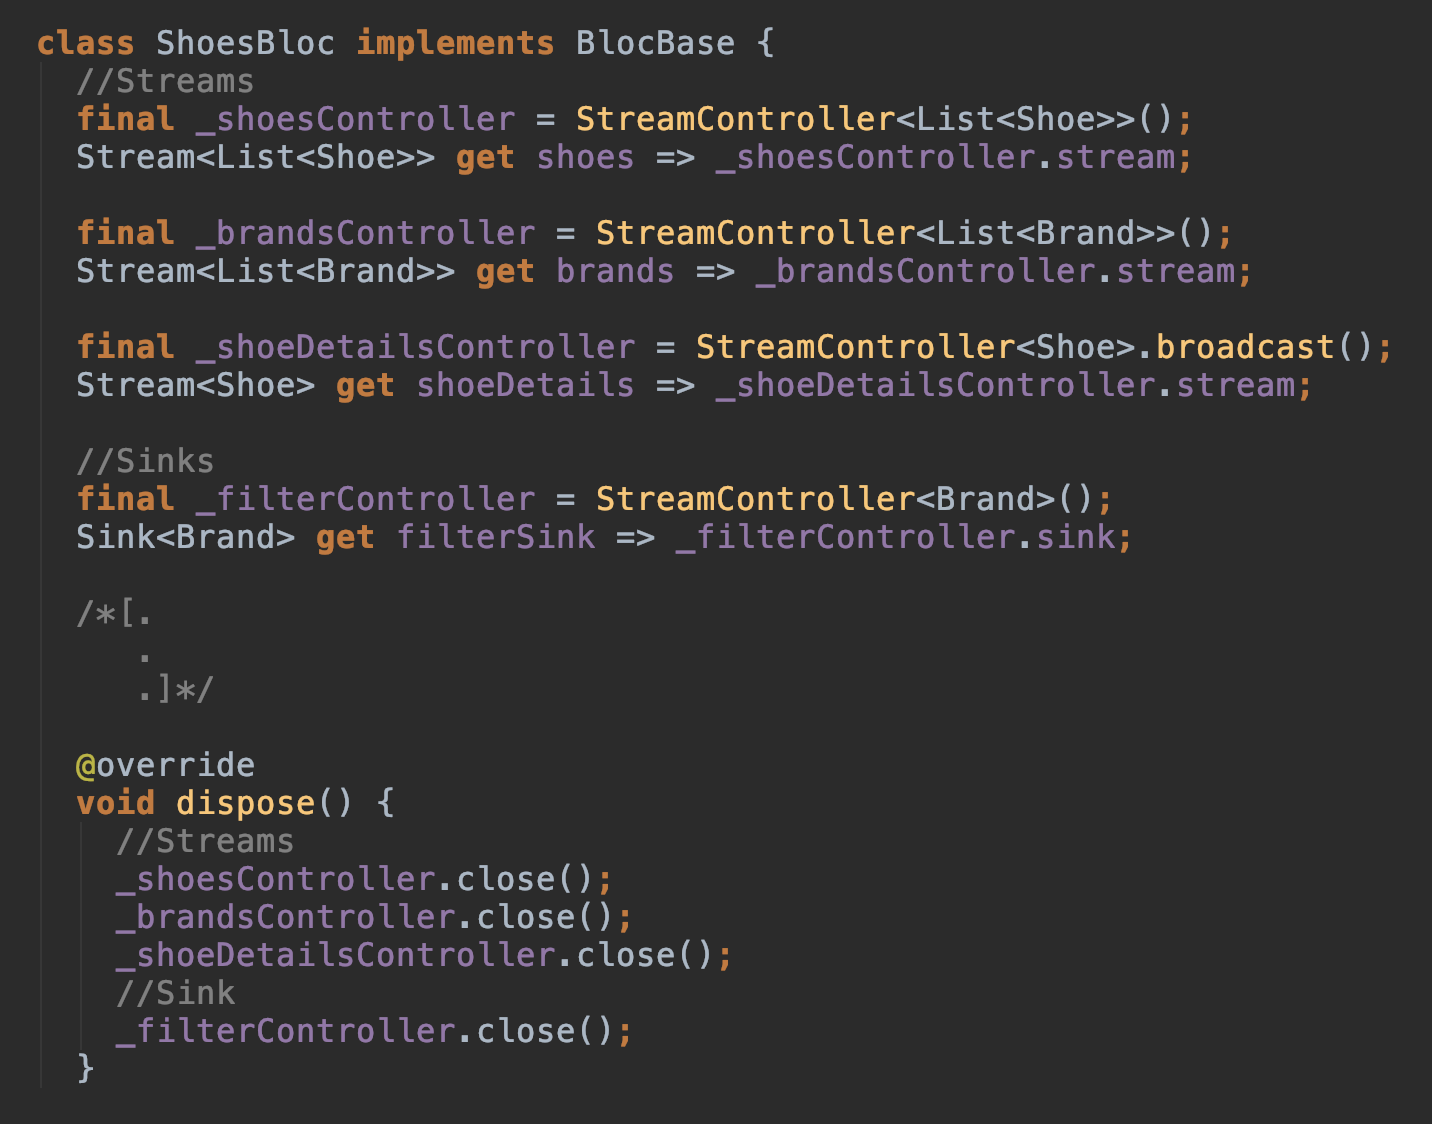 class ShoesBloc implements BlocBase {
//Streams
final _shoesController = StreamController<List<Shoe>>();
Stream<List<Shoe>> get shoes => _shoesController.stream;
final _brandsController = StreamController<List<Brand>>();
Stream<List<Brand>> get brands => _brandsController.stream;
final _shoeDetailsController = StreamController<Shoe>.broadcast();
Stream<Shoe> get shoeDetails => _shoeDetailsController.stream;
//Sinks
final _filterController = StreamController<Brand>();
Sink<Brand> get filterSink => _filterController.sink;
/*[.
.
.]*/
@override
void dispose() {
//Streams
_shoesController.close();
_brandsController.close();
_shoeDetailsController.close();
//Sink
_filterController.close();
}